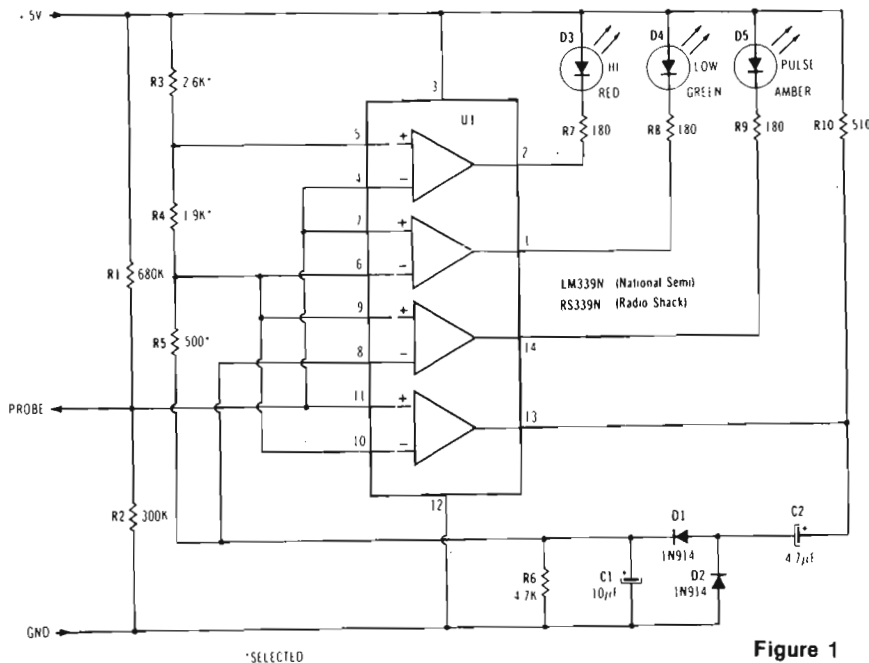 +5V
R3 2.6K*
R4 1.9K*
R1 680K
R5 500*
PROBE
R2 300K
GND
*SELECTED
3
U1
5 +
4 −
2
7 +
6 −
1
9 +
8 −
14
11 +
10 −
13
12
LM339N (National Semi)
RS339N (Radio Shack)
D3
HI
RED
R7 180
D4
LOW
GREEN
R8 180
D5
PULSE
AMBER
R9 180
R10 510
R6
4.7K
C1
10µF
+
D1
1N914
D2
1N914
C2
+
4.7µF
Figure 1